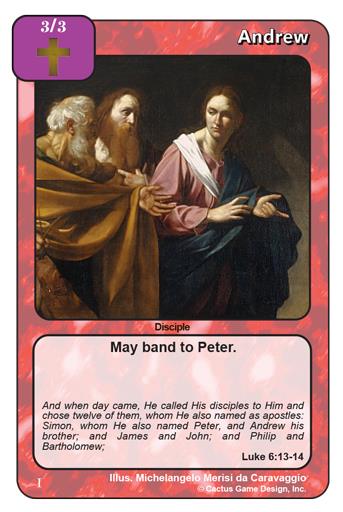 3/3
Andrew
Disciple
May band to Peter.
And when day came, He called His disciples to Him and
chose twelve of them, whom He also named as apostles:
Simon, whom He also named Peter, and Andrew his
brother; and James and John; and Philip and
Bartholomew;
Luke 6:13-14
I
Illus. Michelangelo Merisi da Caravaggio
© Cactus Game Design, Inc.